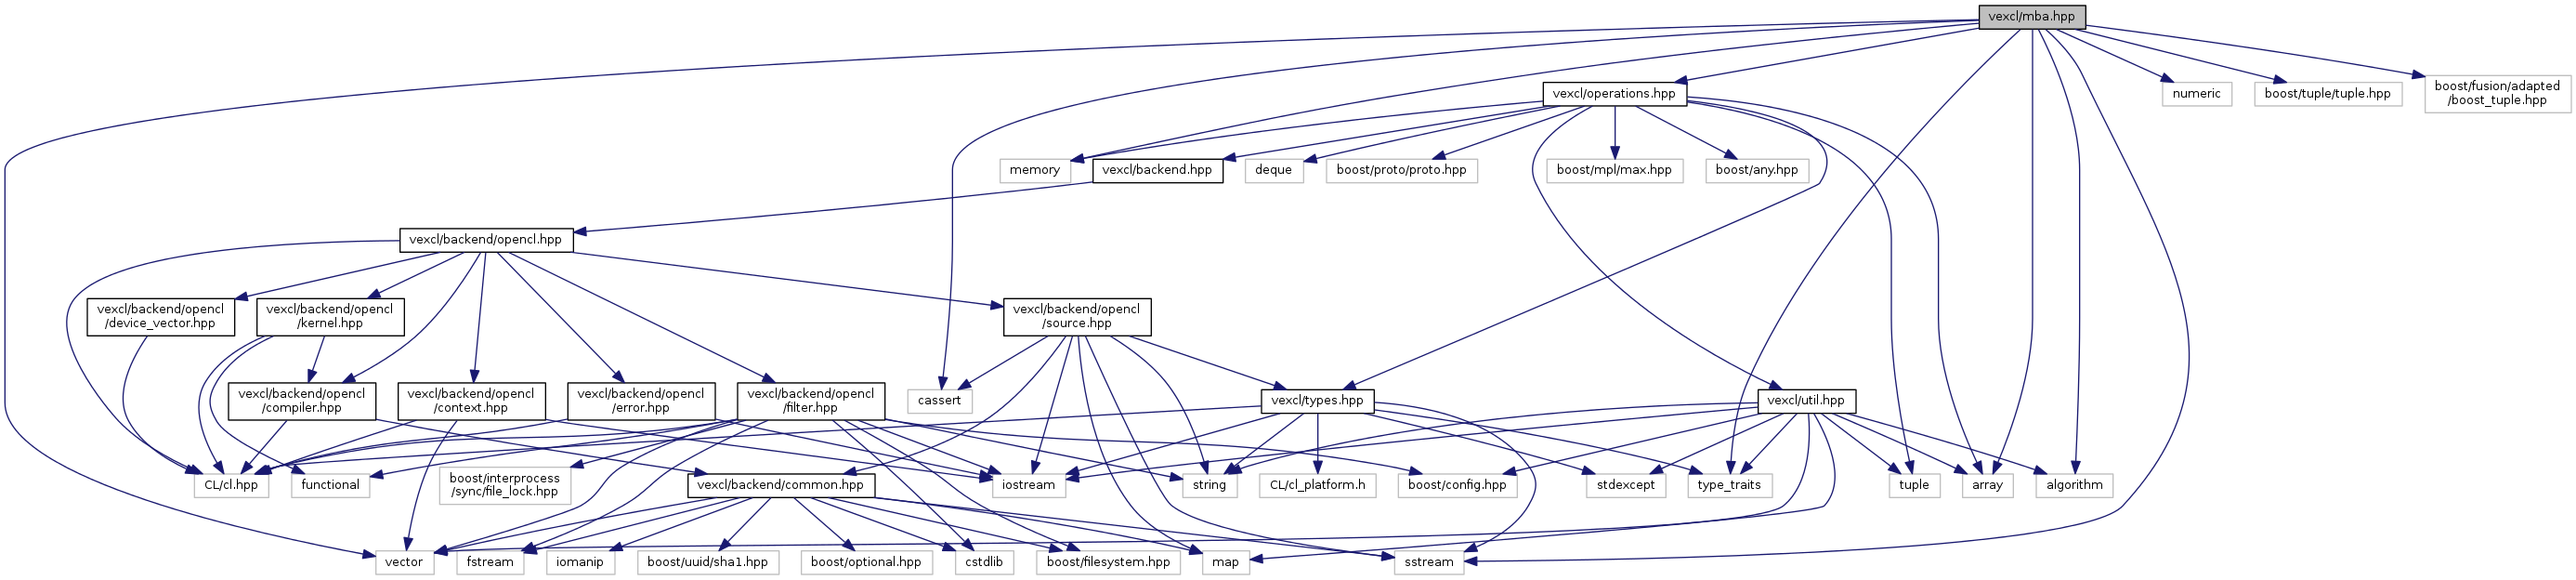 vexcl/mba.hpp
vexcl/operations.hpp
numeric
boost/tuple/tuple.hpp
boost/fusion/adapted
/boost_tuple.hpp
memory
vexcl/backend.hpp
deque
boost/proto/proto.hpp
boost/mpl/max.hpp
boost/any.hpp
vexcl/backend/opencl.hpp
vexcl/backend/opencl
/device_vector.hpp
vexcl/backend/opencl
/kernel.hpp
vexcl/backend/opencl
/source.hpp
vexcl/backend/opencl
/compiler.hpp
vexcl/backend/opencl
/context.hpp
vexcl/backend/opencl
/error.hpp
vexcl/backend/opencl
/filter.hpp
cassert
vexcl/types.hpp
vexcl/util.hpp
CL/cl.hpp
functional
boost/interprocess
/sync/file_lock.hpp
vexcl/backend/common.hpp
iostream
string
CL/cl_platform.h
boost/config.hpp
stdexcept
type_traits
tuple
array
algorithm
vector
fstream
iomanip
boost/uuid/sha1.hpp
boost/optional.hpp
cstdlib
boost/filesystem.hpp
map
sstream